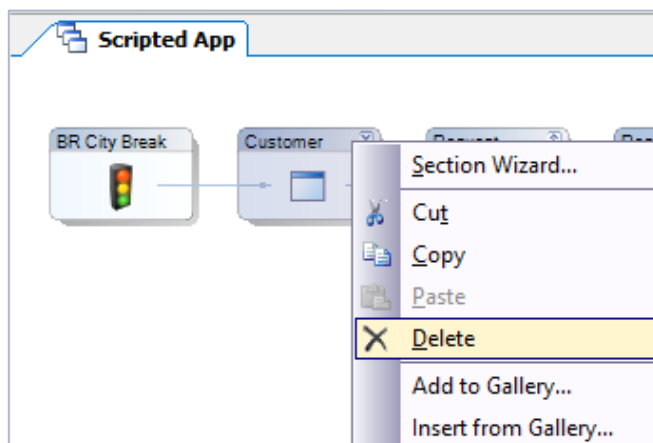 Scripted App
BR City Break
Customer
Section Wizard...
Cut
Copy
Paste
Delete
Add to Gallery...
Insert from Gallery...